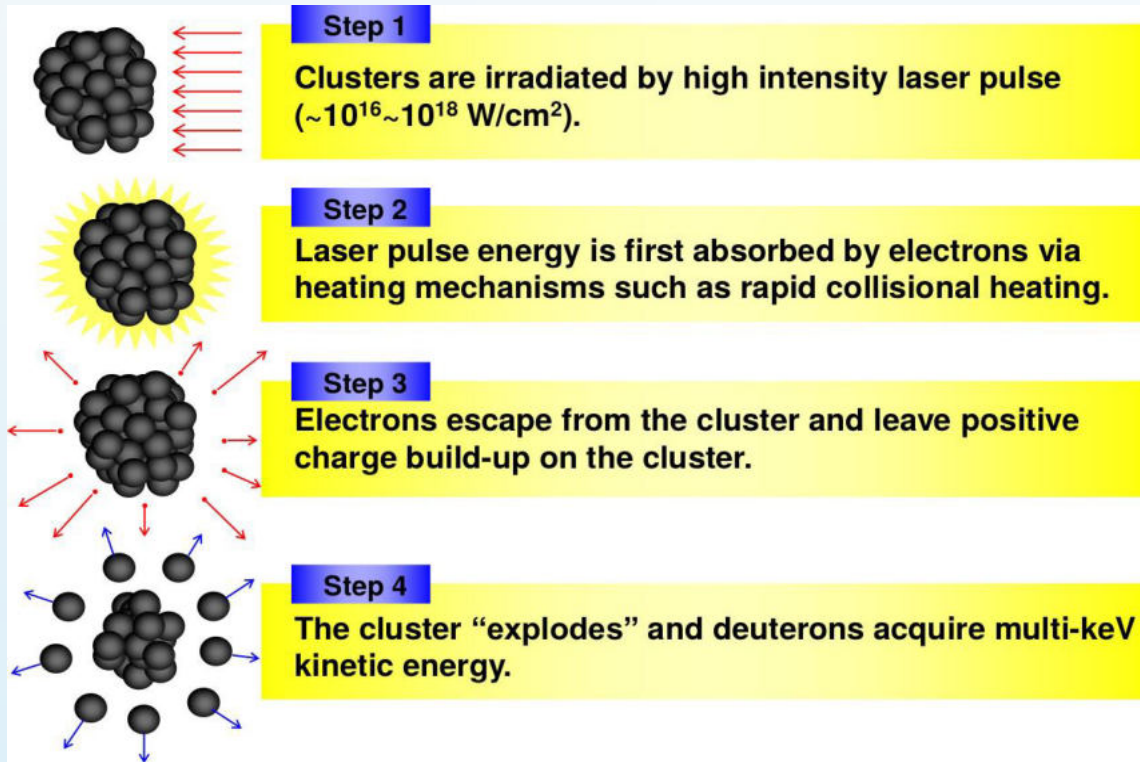 Step 1
Clusters are irradiated by high intensity laser pulse
(~10¹⁶~10¹⁸ W/cm²).
Step 2
Laser pulse energy is first absorbed by electrons via
heating mechanisms such as rapid collisional heating.
Step 3
Electrons escape from the cluster and leave positive
charge build-up on the cluster.
Step 4
The cluster “explodes” and deuterons acquire multi-keV
kinetic energy.